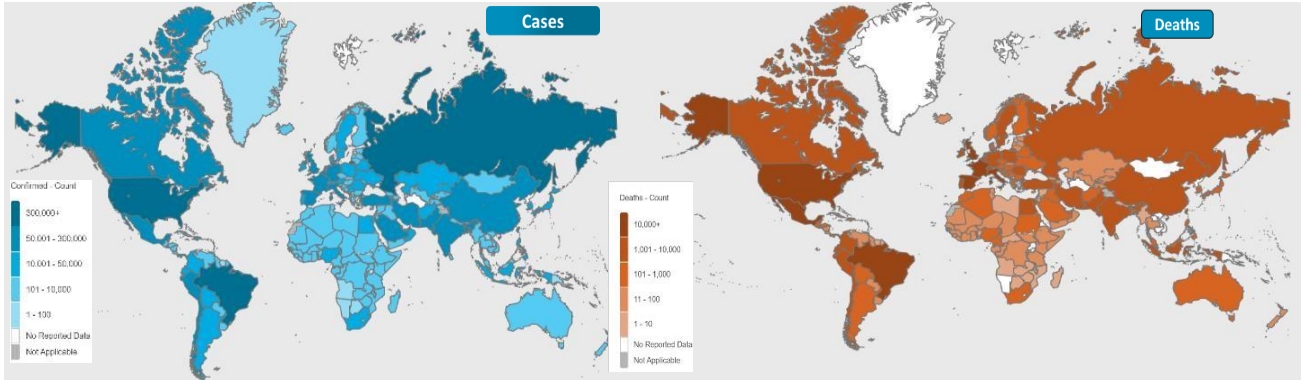 Cases
Confirmed - Count
300,000+
50.001 - 300,000
10.001 - 50,000
101 - 10,000
1 - 100
No Reported Data
Not Applicable
Deaths
Deaths - Count
10,000+
1.001 - 10,000
101 - 1,000
11 - 100
1 - 10
No Reported Data
Not Applicable